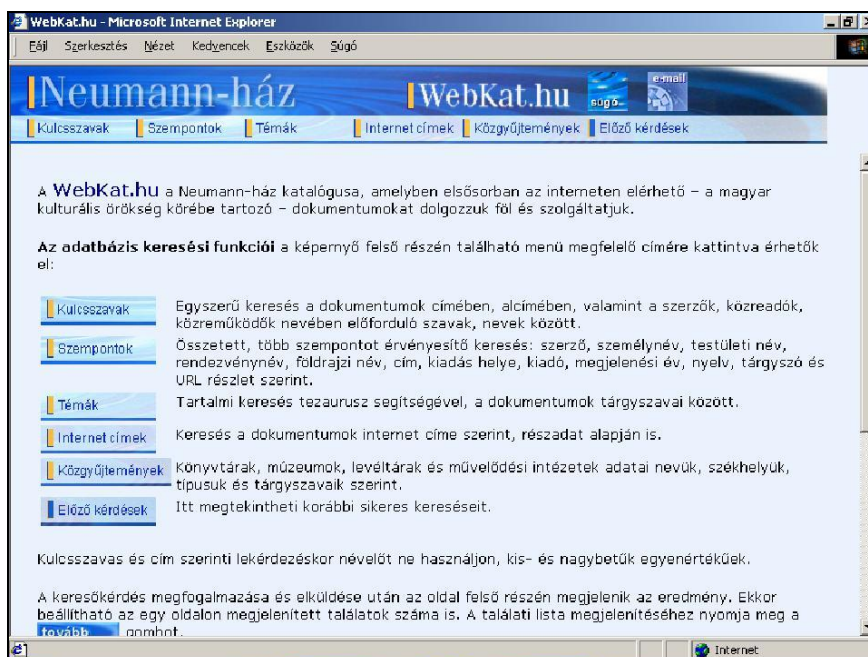 WebKat.hu - Microsoft Internet Explorer
Fájl Szerkesztés Nézet Kedvencek Eszközök Súgó
Neumann-ház WebKat.hu súgó e-mail
Kulcsszavak Szempontok Témák Internet címek Közgyűjtemények Előző kérdések
A WebKat.hu a Neumann-ház katalógusa, amelyben elsősorban az interneten elérhető – a magyar
kulturális örökség körébe tartozó – dokumentumokat dolgozzuk föl és szolgáltatjuk.
Az adatbázis keresési funkciói a képernyő felső részén található menü megfelelő címére kattintva érhetők
el:
Kulcsszavak Egyszerű keresés a dokumentumok címében, alcímében, valamint a szerzők, közreadók,
közreműködők nevében előforduló szavak, nevek között.
Szempontok Összetett, több szempontot érvényesítő keresés: szerző, személynév, testületi név,
rendezvénynév, földrajzi név, cím, kiadás helye, kiadó, megjelenési év, nyelv, tárgyszó és
URL részlet szerint.
Témák Tartalmi keresés tezaurusz segítségével, a dokumentumok tárgyszavai között.
Internet címek Keresés a dokumentumok internet címe szerint, részadat alapján is.
Közgyűjtemények Könyvtárak, múzeumok, levéltárak és művelődési intézetek adatai nevük, székhelyük,
típusuk és tárgyszavaik szerint.
Előző kérdések Itt megtekintheti korábbi sikeres kereséseit.
Kulcsszavas és cím szerinti lekérdezéskor névelőt ne használjon, kis- és nagybetűk egyenértékűek.
A keresőkérdés megfogalmazása és elküldése után az oldal felső részén megjelenik az eredmény. Ekkor
beállítható az egy oldalon megjelenített találatok száma is. A találati lista megjelenítéséhez nyomja meg a
tovább gombot.
Internet